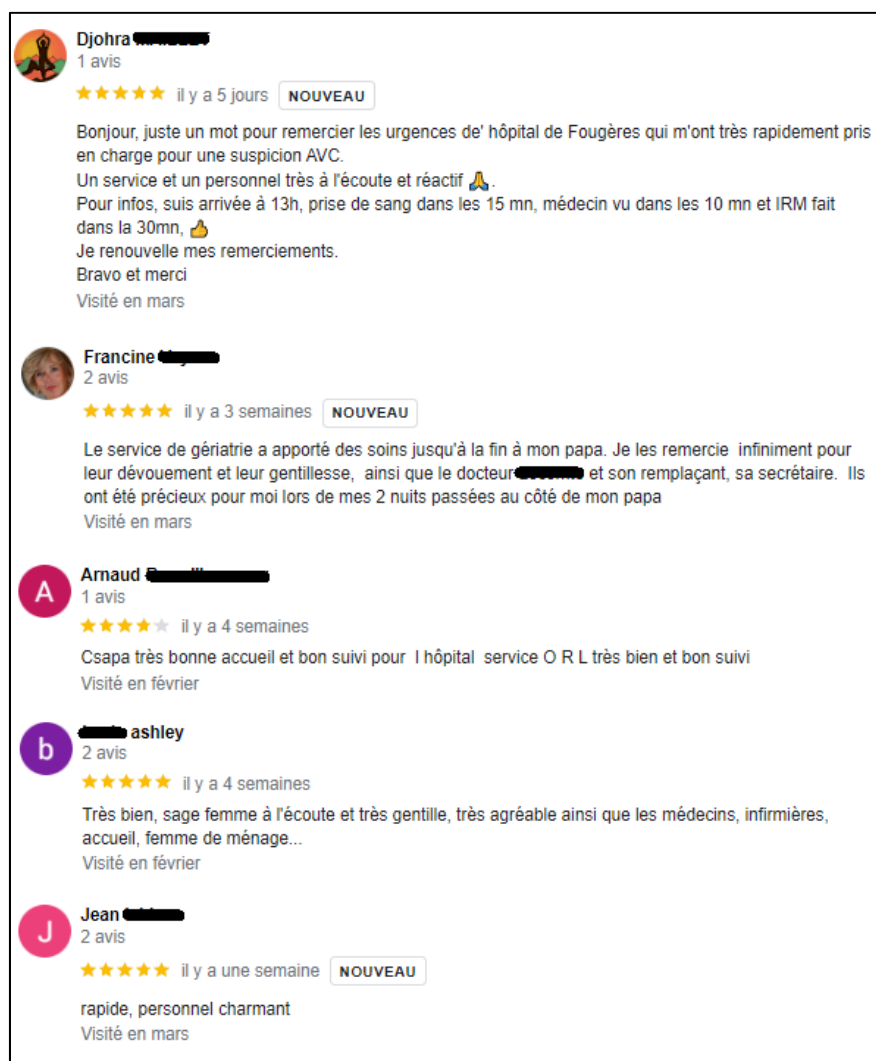 Djohra
1 avis
il y a 5 jours NOUVEAU
Bonjour, juste un mot pour remercier les urgences de' hôpital de Fougères qui m'ont très rapidement pris
en charge pour une suspicion AVC.
Un service et un personnel très à l'écoute et réactif 🙏.
Pour infos, suis arrivée à 13h, prise de sang dans les 15 mn, médecin vu dans les 10 mn et IRM fait
dans la 30mn, 👍
Je renouvelle mes remerciements.
Bravo et merci
Visité en mars
Francine
2 avis
il y a 3 semaines NOUVEAU
Le service de gériatrie a apporté des soins jusqu'à la fin à mon papa. Je les remercie infiniment pour
leur dévouement et leur gentillesse, ainsi que le docteur et son remplaçant, sa secrétaire. Ils
ont été précieux pour moi lors de mes 2 nuits passées au côté de mon papa
Visité en mars
A
Arnaud
1 avis
il y a 4 semaines
Csapa très bonne accueil et bon suivi pour l hôpital service O R L très bien et bon suivi
Visité en février
b
ashley
2 avis
il y a 4 semaines
Très bien, sage femme à l'écoute et très gentille, très agréable ainsi que les médecins, infirmières,
accueil, femme de ménage...
Visité en février
J
Jean
2 avis
il y a une semaine NOUVEAU
rapide, personnel charmant
Visité en mars